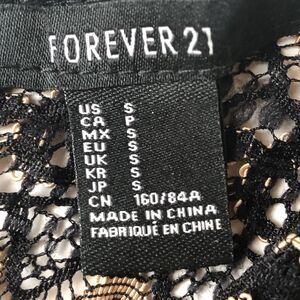 FOREVER 21
US S
CA P
MX S
EU S
UK S
KR S
JP S
CN 160/84A
MADE IN CHINA
FABRIQUÉ EN CHINE